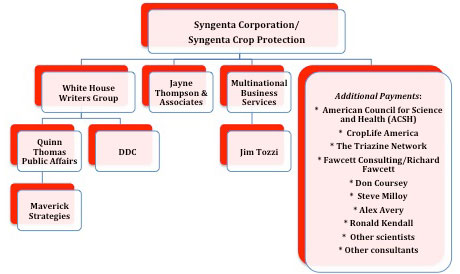 Syngenta Corporation/
Syngenta Crop Protection
White House
Writers Group
Jayne
Thompson &
Associates
Multinational
Business
Services
Quinn
Thomas
Public Affairs
DDC
Jim Tozzi
Maverick
Strategies
Additional Payments:
* American Council for Science
and Health (ACSH)
* CropLife America
* The Triazine Network
* Fawcett Consulting/Richard
Fawcett
* Don Coursey
* Steve Milloy
* Alex Avery
* Ronald Kendall
* Other scientists
* Other consultants